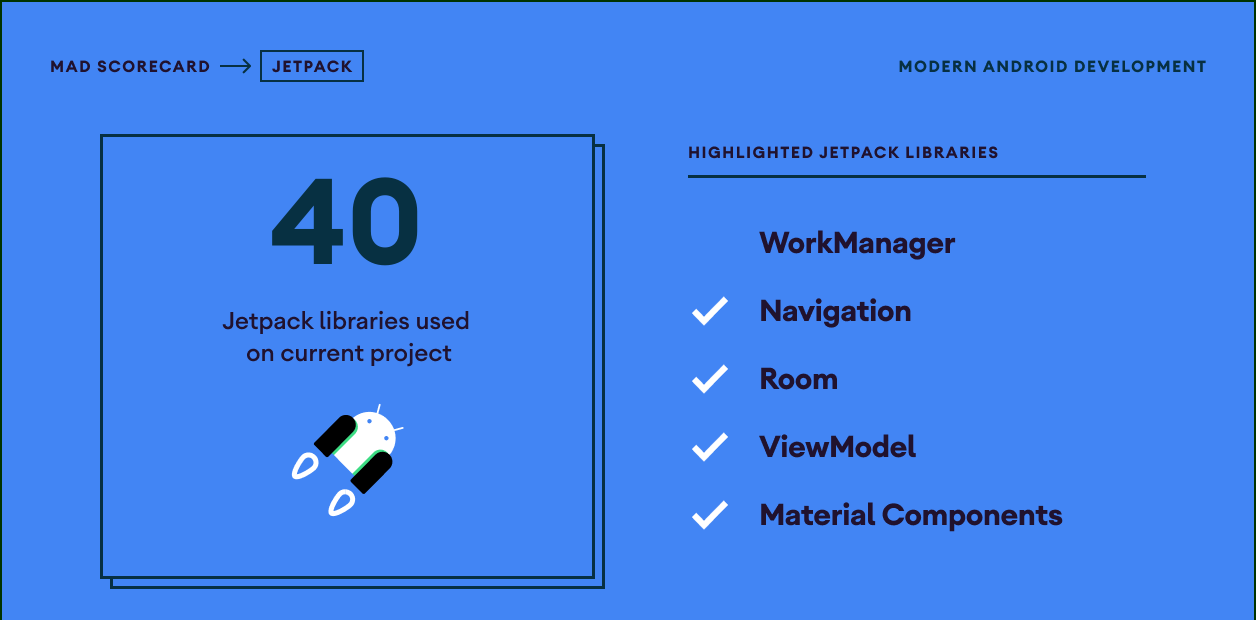 MAD SCORECARD → JETPACK
MODERN ANDROID DEVELOPMENT
40
Jetpack libraries used
on current project
HIGHLIGHTED JETPACK LIBRARIES
WorkManager
Navigation
Room
ViewModel
Material Components